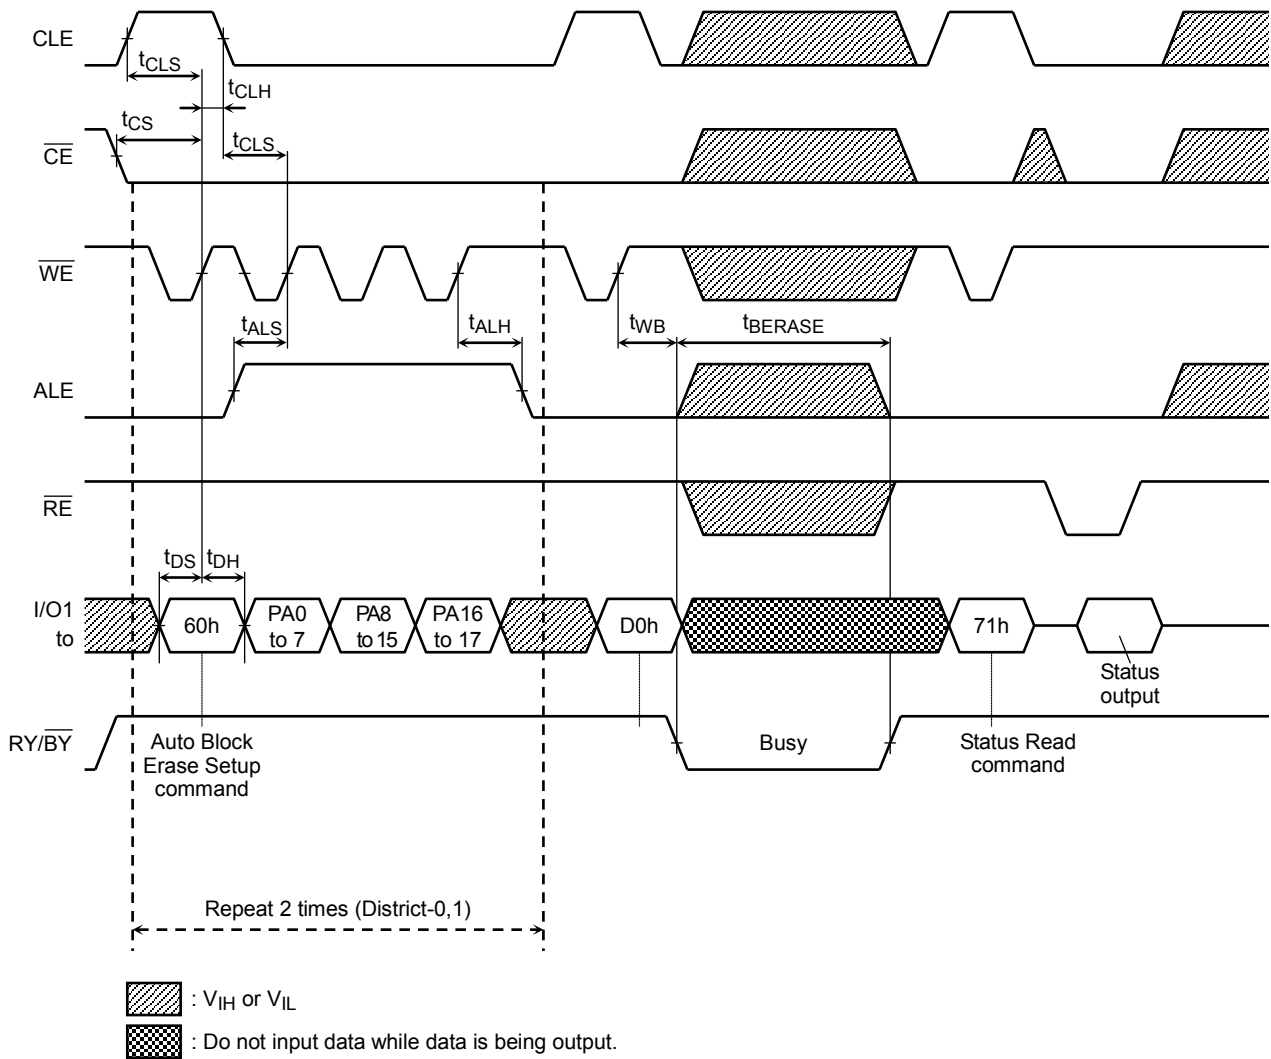 CLE
tCLS
tCLH
tCS
tCLS
CE
WE
tALS
tALH
tWB
tBERASE
ALE
RE
tDS
tDH
I/O1
to
60h
PA0
to 7
PA8
to 15
PA16
to 17
D0h
71h
Status
output
RY/BY
Auto Block
Erase Setup
command
Busy
Status Read
command
Repeat 2 times (District-0,1)
: VIH or VIL
: Do not input data while data is being output.